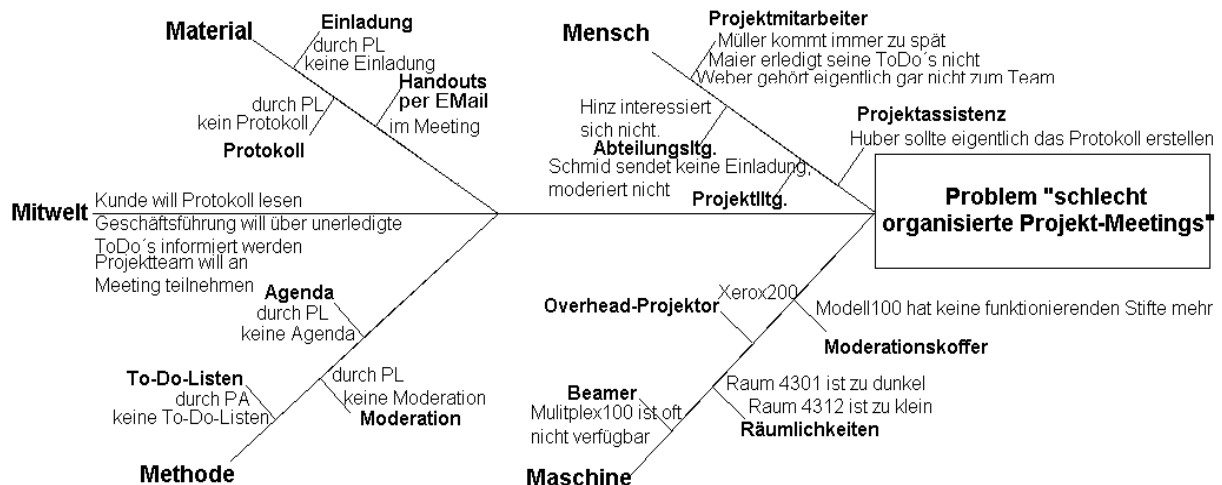 Material
Einladung
durch PL
keine Einladung
Handouts
per EMail
im Meeting
durch PL
kein Protokoll
Protokoll
Mensch
Projektmitarbeiter
Müller kommt immer zu spät
Maier erledigt seine ToDo´s nicht
Weber gehört eigentlich gar nicht zum Team
Hinz interessiert
sich nicht.
Abteilungsltg.
Projektassistenz
Huber sollte eigentlich das Protokoll erstellen
Schmid sendet keine Einladung,
moderiert nicht
Projektlltg.
Problem "schlecht
organisierte Projekt-Meetings"
Mitwelt
Kunde will Protokoll lesen
Geschäftsführung will über unerledigte
ToDo´s informiert werden
Projektteam will an
Meeting teilnehmen
Agenda
durch PL
keine Agenda
To-Do-Listen
durch PA
keine To-Do-Listen
durch PL
keine Moderation
Moderation
Methode
Overhead-Projektor
Xerox200
Modell100 hat keine funktionierenden Stifte mehr
Moderationskoffer
Beamer
Mulitplex100 ist oft
nicht verfügbar
Raum 4301 ist zu dunkel
Raum 4312 ist zu klein
Räumlichkeiten
Maschine